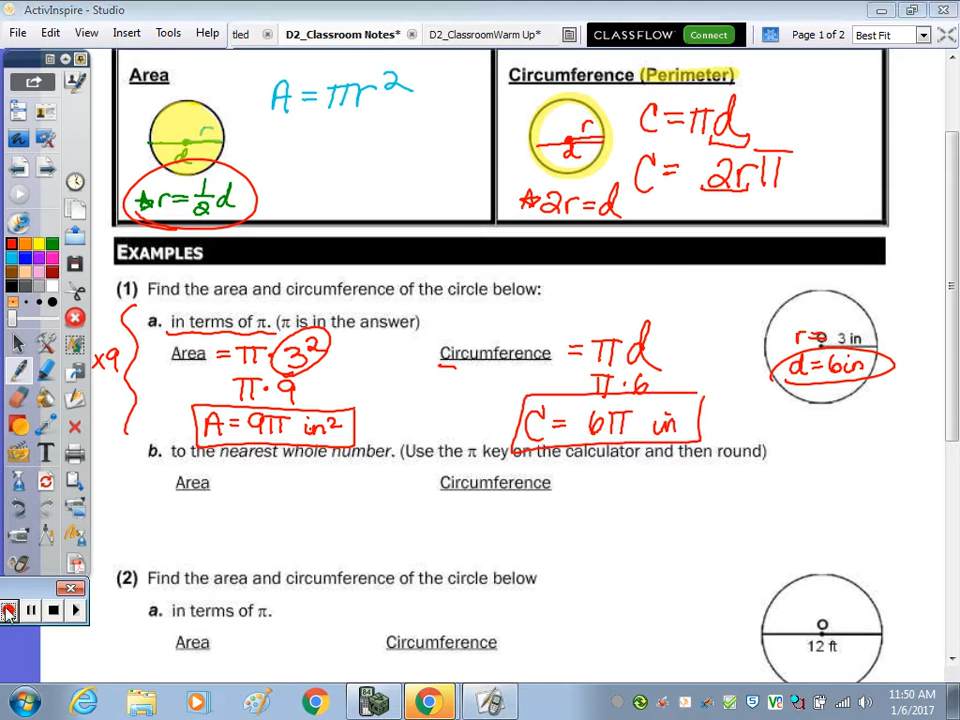 ActivInspire - Studio
File Edit View Insert Tools Help
tled
D2_Classroom Notes*
D2_ClassroomWarm Up*
CLASSFLOW Connect
Page 1 of 2 Best Fit
Area
A = πr²
r
d
☆r = 1/2 d
Circumference (Perimeter)
r
d
C = πd
C = 2rπ
☆2r = d
EXAMPLES
(1) Find the area and circumference of the circle below:
a. in terms of π. (π is in the answer)
Area = π·3²
π·9
A = 9π in²
Circumference = πd
π·6
C = 6π in
x9
r= 3 in
d=6in
b. to the nearest whole number. (Use the π key on the calculator and then round)
Area Circumference
(2) Find the area and circumference of the circle below
a. in terms of π.
Area Circumference
O
12 ft
11:50 AM
1/6/2017